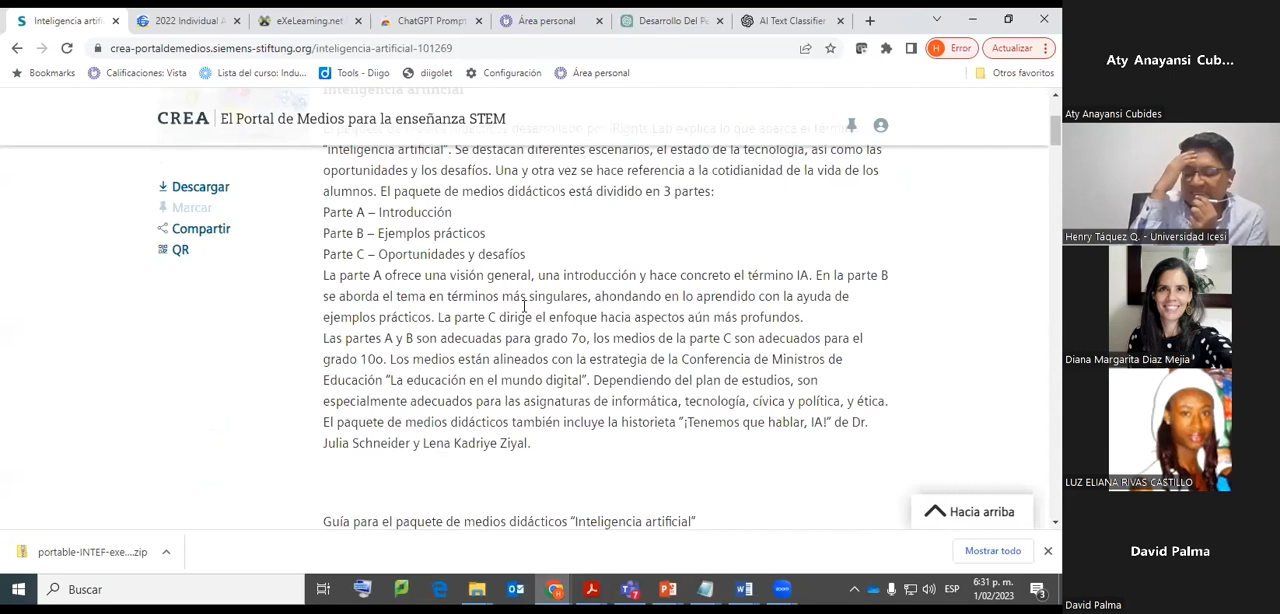 Inteligencia artifi
2022 Individual A
eXeLearning.net
ChatGPT Prompt
Área personal
Desarrollo Del Pe
AI Text Classifier
crea-portaldemedios.siemens-stiftung.org/inteligencia-artificial-101269
Error
Actualizar
Bookmarks
Calificaciones: Vista
Lista del curso: Indu...
Tools - Diigo
diigolet
Configuración
Área personal
Otros favoritos
Inteligencia artificial
CREA El Portal de Medios para la enseñanza STEM
"inteligencia artificial". Se destacan diferentes escenarios, el estado de la tecnología, así como las
oportunidades y los desafíos. Una y otra vez se hace referencia a la cotidianidad de la vida de los
alumnos. El paquete de medios didácticos está dividido en 3 partes:
Parte A – Introducción
Parte B – Ejemplos prácticos
Parte C – Oportunidades y desafíos
La parte A ofrece una visión general, una introducción y hace concreto el término IA. En la parte B
se aborda el tema en términos más singulares, ahondando en lo aprendido con la ayuda de
ejemplos prácticos. La parte C dirige el enfoque hacia aspectos aún más profundos.
Las partes A y B son adecuadas para grado 7o, los medios de la parte C son adecuados para el
grado 10o. Los medios están alineados con la estrategia de la Conferencia de Ministros de
Educación "La educación en el mundo digital". Dependiendo del plan de estudios, son
especialmente adecuados para las asignaturas de informática, tecnología, cívica y política, y ética.
El paquete de medios didácticos también incluye la historieta "¡Tenemos que hablar, IA!" de Dr.
Julia Schneider y Lena Kadriye Ziyal.
Guía para el paquete de medios didácticos "Inteligencia artificial"
Descargar
Marcar
Compartir
QR
Hacia arriba
portable-INTEF-exe....zip
Mostrar todo
Buscar
ESP
6:31 p. m.
1/02/2023
3
Aty Anayansi Cub...
Aty Anayansi Cubides
Henry Táquez Q. - Universidad Icesi
Diana Margarita Diaz Mejia
LUZ ELIANA RIVAS CASTILLO
David Palma
David Palma